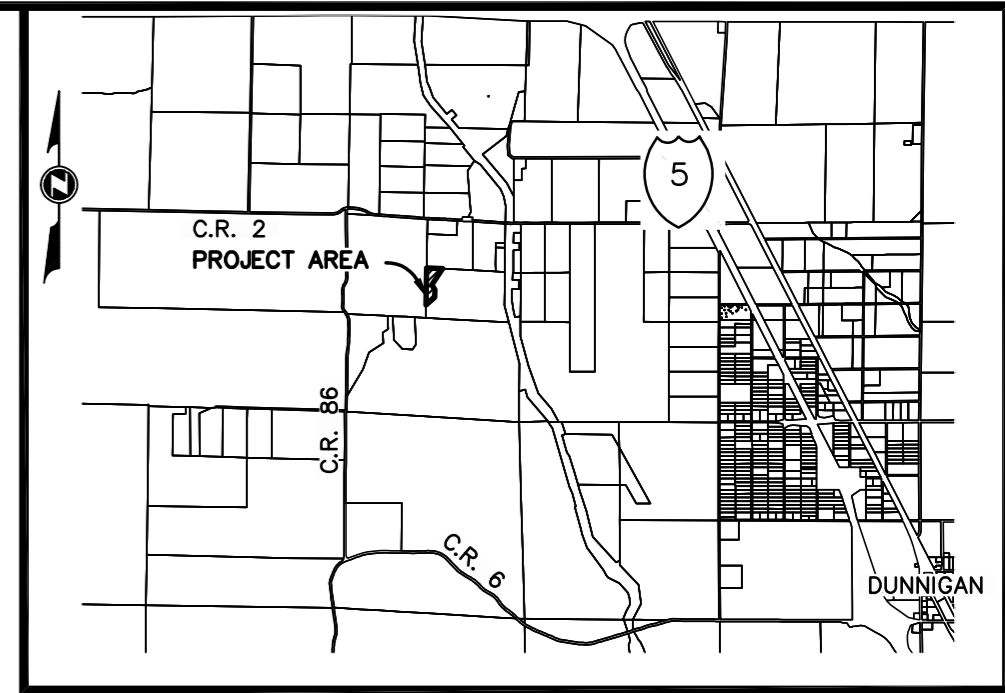 5
C.R. 2
PROJECT AREA
C.R. 86
C.R. 6
DUNNIGAN
N